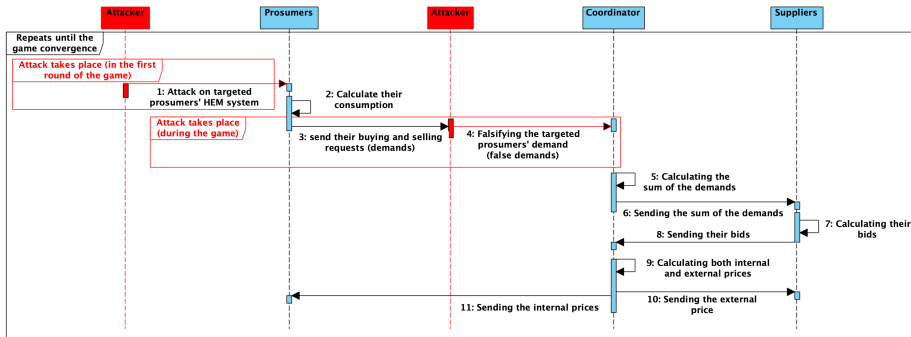 Attacker
Prosumers
Attacker
Coordinator
Suppliers
Repeats until the
game convergence
Attack takes place (in the first
round of the game)
1: Attack on targeted
prosumers' HEM system
2: Calculate their
consumption
Attack takes place
(during the game)
3: send their buying and selling
requests (demands)
4: Falsifying the targeted
prosumers' demand
(false demands)
5: Calculating the
sum of the demands
6: Sending the sum of the demands
7: Calculating their
bids
8: Sending their bids
9: Calculating both internal
and external prices
10: Sending the external
price
11: Sending the internal prices